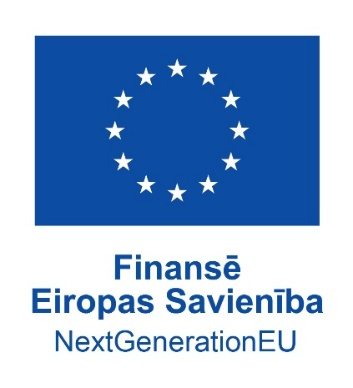 Finansē
Eiropas Savienība
NextGenerationEU